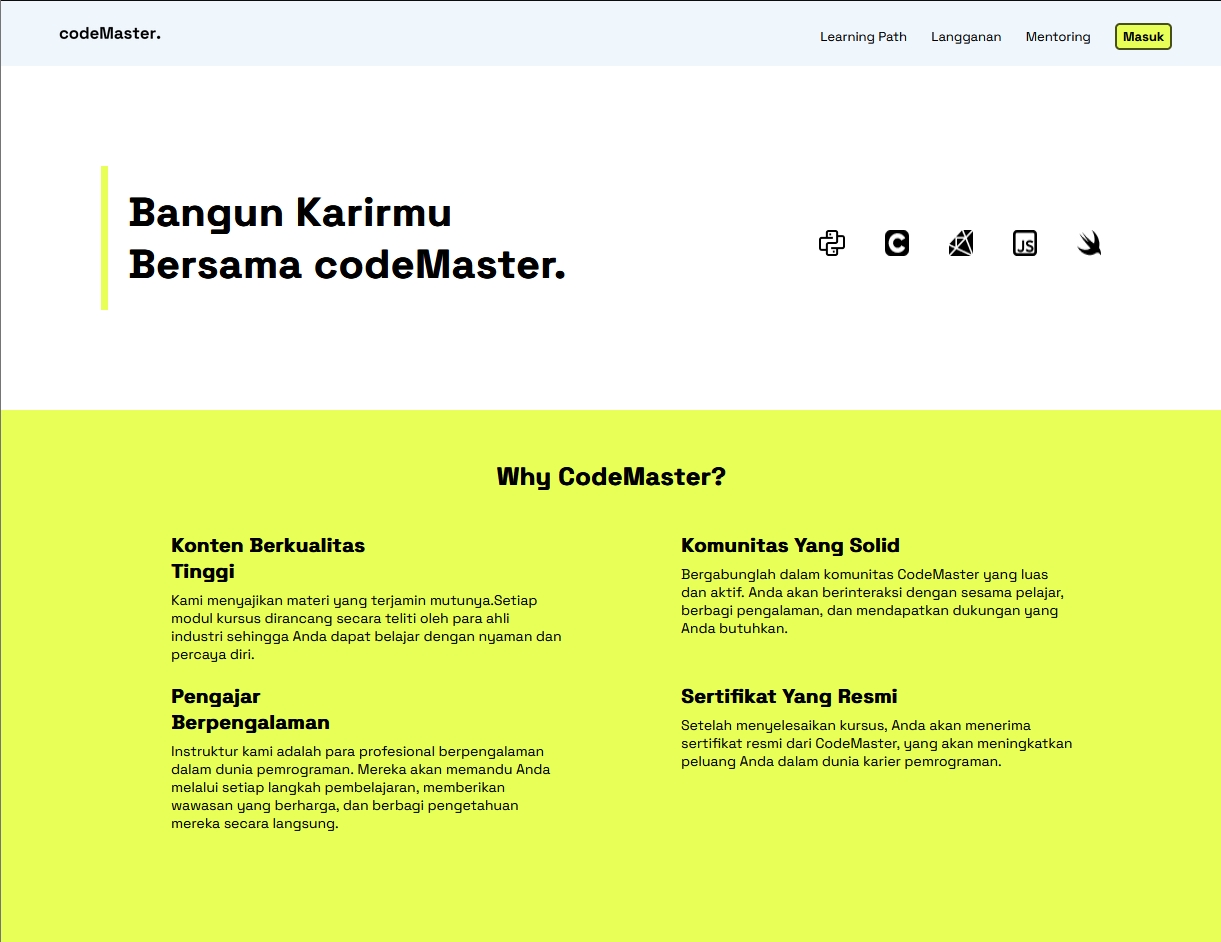 codeMaster.
Learning Path
Langganan
Mentoring
Masuk
Bangun Karirmu
Bersama codeMaster.
C
JS
Why CodeMaster?
Konten Berkualitas
Tinggi
Kami menyajikan materi yang terjamin mutunya.Setiap
modul kursus dirancang secara teliti oleh para ahli
industri sehingga Anda dapat belajar dengan nyaman dan
percaya diri.
Komunitas Yang Solid
Bergabunglah dalam komunitas CodeMaster yang luas
dan aktif. Anda akan berinteraksi dengan sesama pelajar,
berbagi pengalaman, dan mendapatkan dukungan yang
Anda butuhkan.
Pengajar
Berpengalaman
Instruktur kami adalah para profesional berpengalaman
dalam dunia pemrograman. Mereka akan memandu Anda
melalui setiap langkah pembelajaran, memberikan
wawasan yang berharga, dan berbagi pengetahuan
mereka secara langsung.
Sertifikat Yang Resmi
Setelah menyelesaikan kursus, Anda akan menerima
sertifikat resmi dari CodeMaster, yang akan meningkatkan
peluang Anda dalam dunia karier pemrograman.